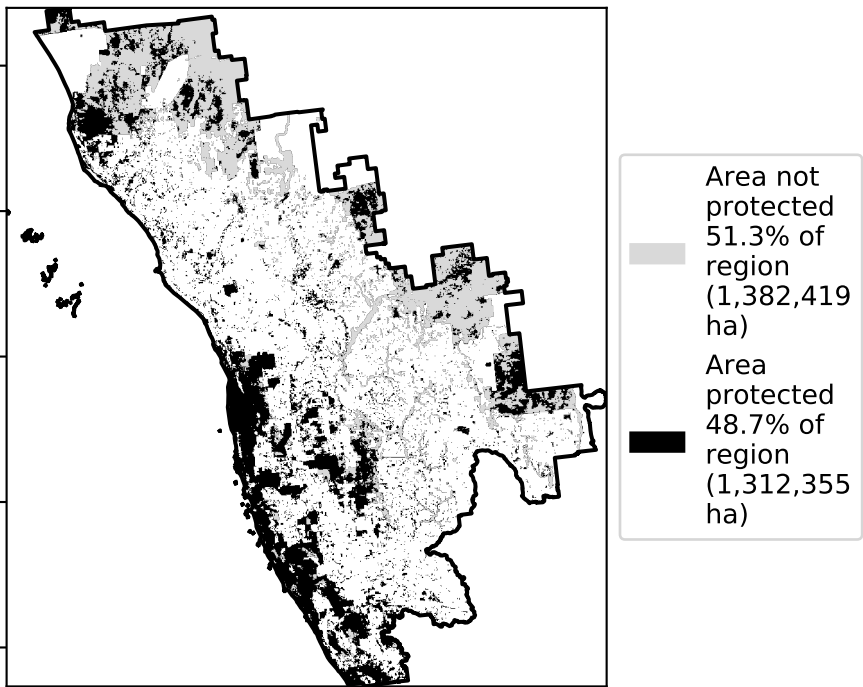 Area not
protected
51.3% of
region
(1,382,419
ha)
Area
protected
48.7% of
region
(1,312,355
ha)